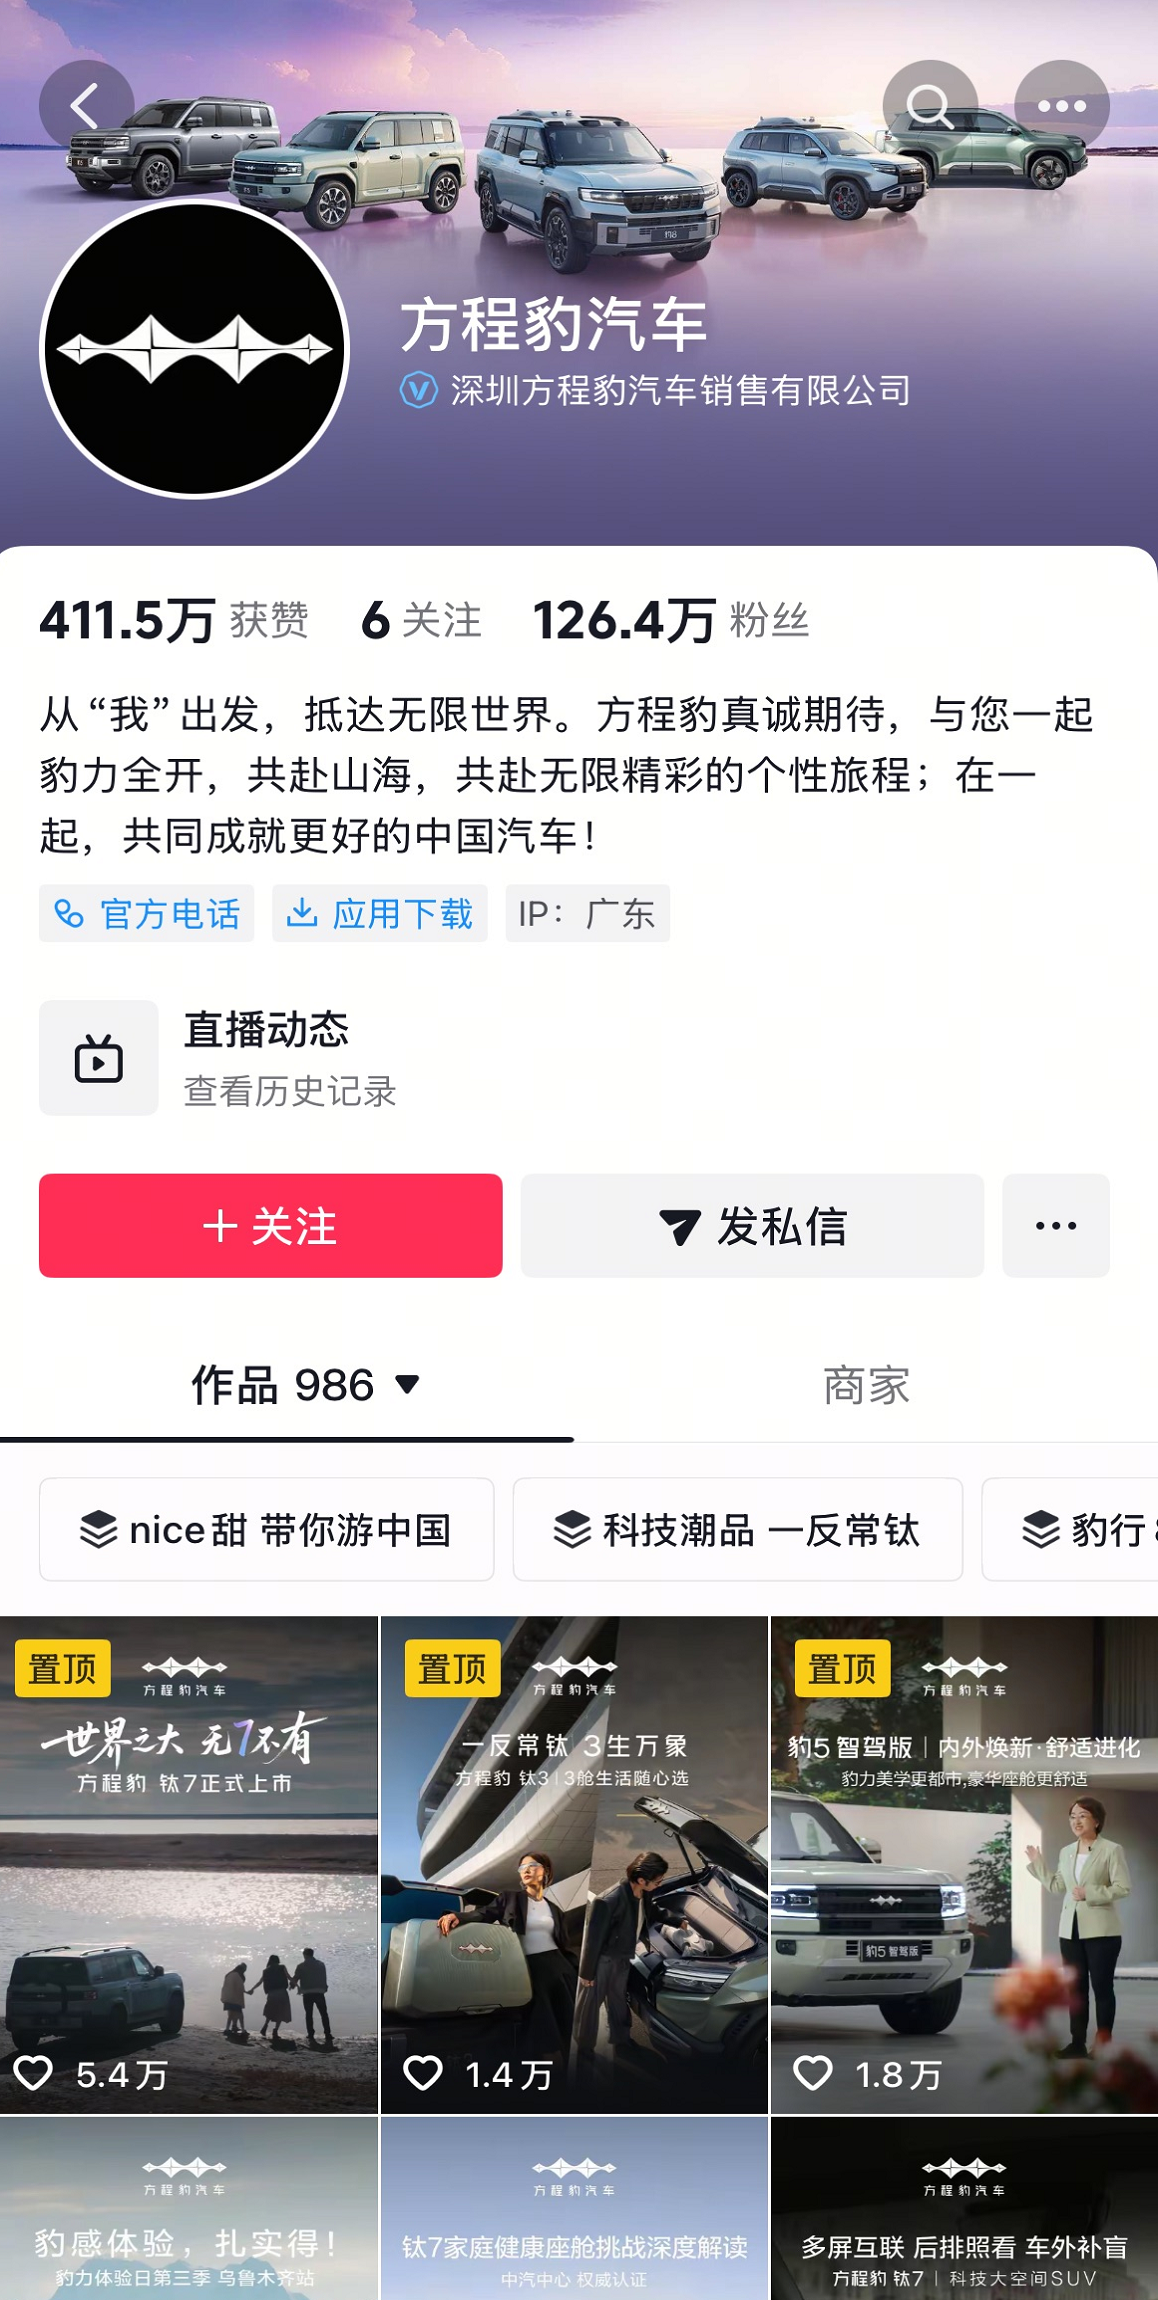 方程豹汽车
深圳方程豹汽车销售有限公司
411.5万 获赞 6 关注 126.4万 粉丝
从“我”出发，抵达无限世界。方程豹真诚期待，与您一起
豹力全开，共赴山海，共赴无限精彩的个性旅程；在一
起，共同成就更好的中国汽车！
官方电话 应用下载 IP：广东
直播动态
查看历史记录
关注 发私信
作品 986 商家
nice甜 带你游中国 科技潮品 一反常钛 豹行
置顶
方程豹汽车
世界之大 无7不有
方程豹 钛7正式上市
5.4万
置顶
方程豹汽车
一反常钛 3生万象
方程豹 钛3 | 3舱生活随心选
1.4万
置顶
方程豹汽车
豹5 智驾版 | 内外焕新·舒适进化
豹力美学更都市,豪华座舱更舒适
豹5 智驾版
1.8万
方程豹汽车
豹感体验，扎实得！
豹力体验日第三季 乌鲁木齐站
方程豹汽车
钛7家庭健康座舱挑战深度解读
中汽中心 权威认证
方程豹汽车
多屏互联 后排照看 车外补盲
方程豹 钛7 | 科技大空间SUV